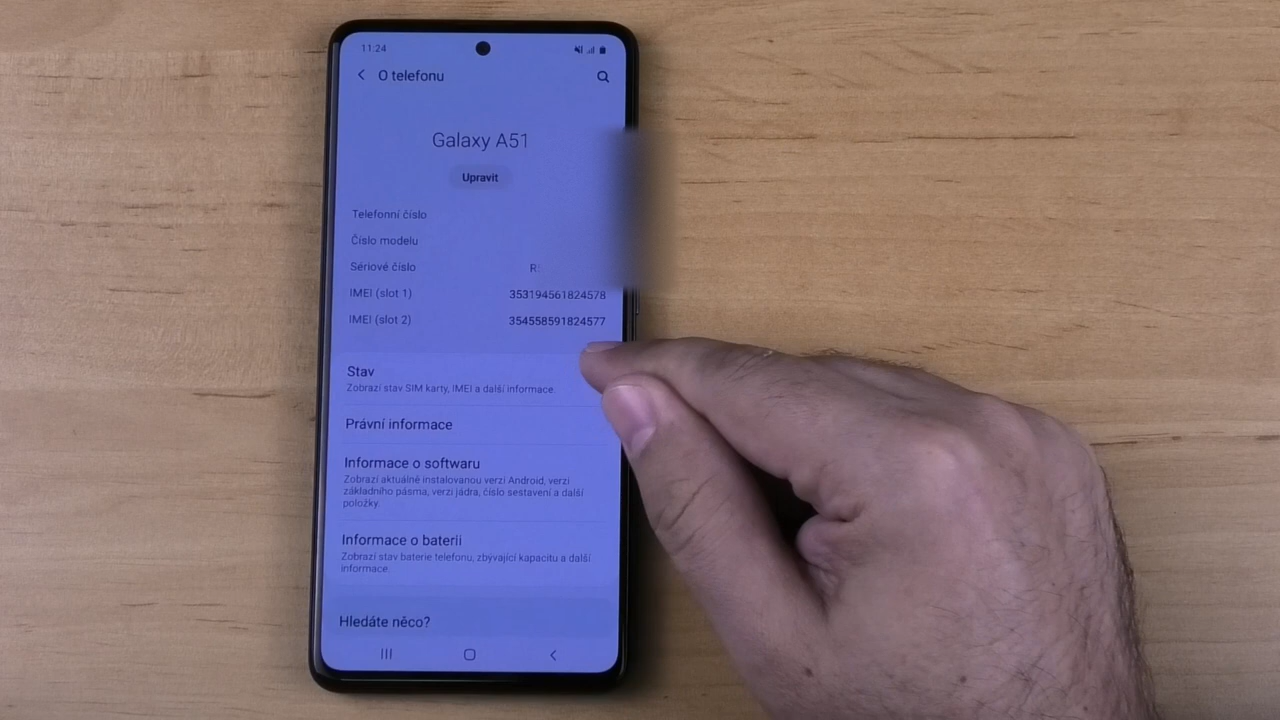 11:24
O telefonu
Galaxy A51
Upravit
Telefonní číslo
Číslo modelu
Sériové číslo R
IMEI (slot 1) 353194561824578
IMEI (slot 2) 354558591824577
Stav
Zobrazí stav SIM karty, IMEI a další informace.
Právní informace
Informace o softwaru
Zobrazí aktuálně instalovanou verzi Android, verzi
základního pásma, verzi jádra, číslo sestavení a další
položky.
Informace o baterii
Zobrazí stav baterie telefonu, zbývající kapacitu a další
informace.
Hledáte něco?